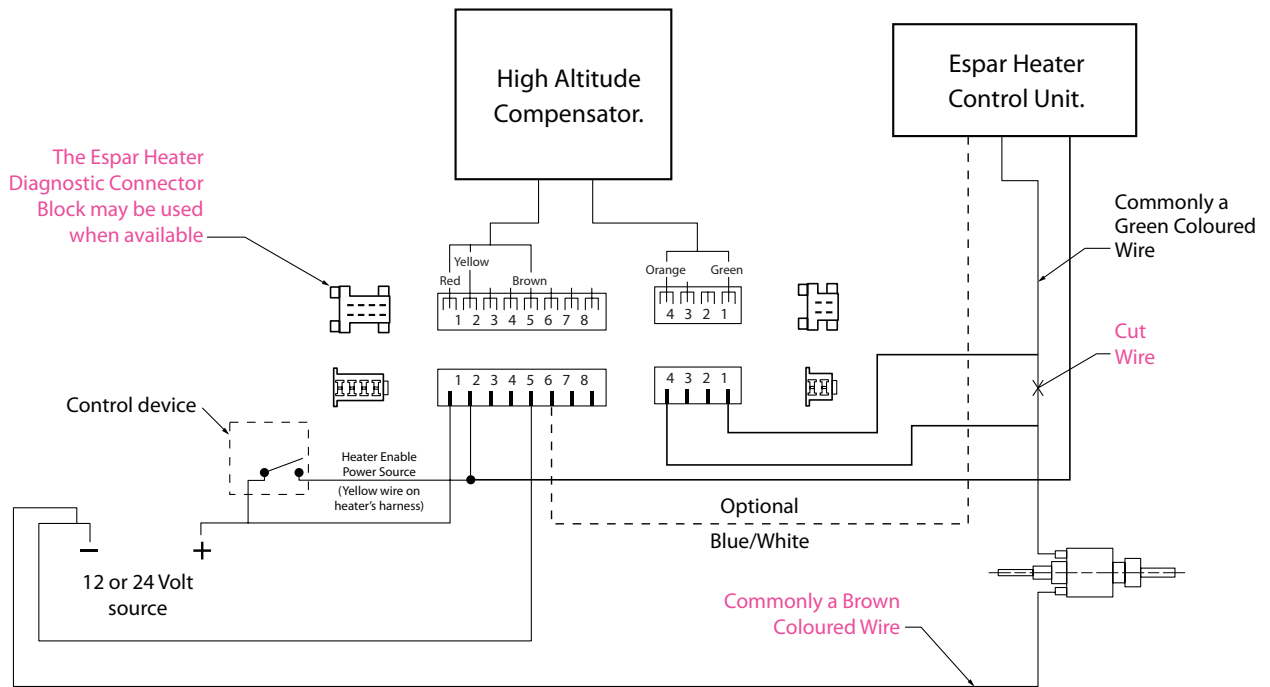 High Altitude
Compensator.
Espar Heater
Control Unit.
The Espar Heater
Diagnostic Connector
Block may be used
when available
Commonly a
Green Coloured
Wire
Yellow
Red
Brown
Orange
Green
1 2 3 4 5 6 7 8
4 3 2 1
Cut
Wire
1 2 3 4 5 6 7 8
4 3 2 1
Control device
Heater Enable
Power Source
(Yellow wire on
heater's harness)
Optional
Blue/White
− +
12 or 24 Volt
source
Commonly a Brown
Coloured Wire